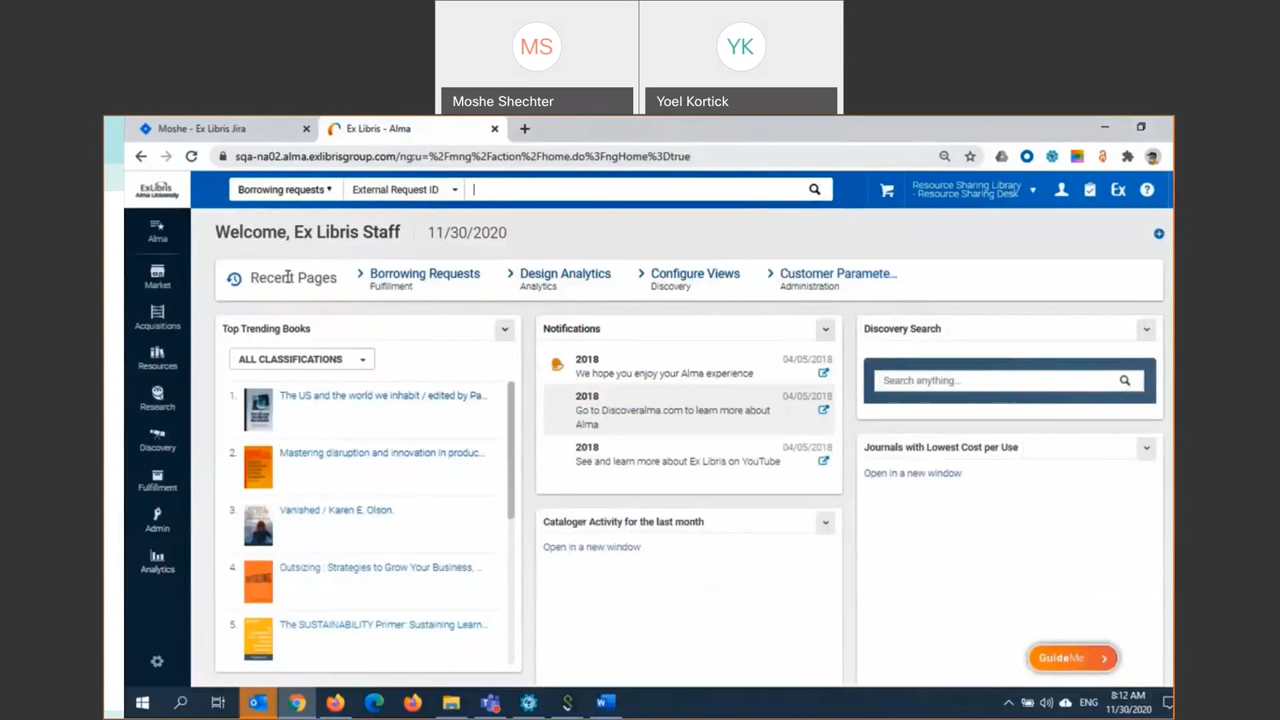 MS
YK
Moshe Shechter
Yoel Kortick
Moshe - Ex Libris Jira
Ex Libris - Alma
sqa-na02.alma.exlibrisgroup.com/ng:u=%2Fmng%2Faction%2Fhome.do%3FngHome%3Dtrue
ExLibris
Alma University
Borrowing requests
External Request ID
Resource Sharing Library
- Resource Sharing Desk
Ex
Alma
Market
Acquisitions
Resources
Research
Discovery
Fulfillment
Admin
Analytics
Welcome, Ex Libris Staff
11/30/2020
Recent Pages
Borrowing Requests
Fulfillment
Design Analytics
Analytics
Configure Views
Discovery
Customer Paramete...
Administration
Top Trending Books
ALL CLASSIFICATIONS
1. The US and the world we inhabit / edited by Pa...
2. Mastering disruption and innovation in produc...
3. Vanished / Karen E. Olson.
4. Outsizing : Strategies to Grow Your Business, ...
5. The SUSTAINABILITY Primer: Sustaining Learn...
Notifications
2018 04/05/2018
We hope you enjoy your Alma experience
2018 04/05/2018
Go to Discoveralma.com to learn more about
Alma
2018 04/05/2018
See and learn more about Ex Libris on YouTube
Cataloger Activity for the last month
Open in a new window
Discovery Search
Search anything...
Journals with Lowest Cost per Use
Open in a new window
GuideMe
ENG
8:12 AM
11/30/2020